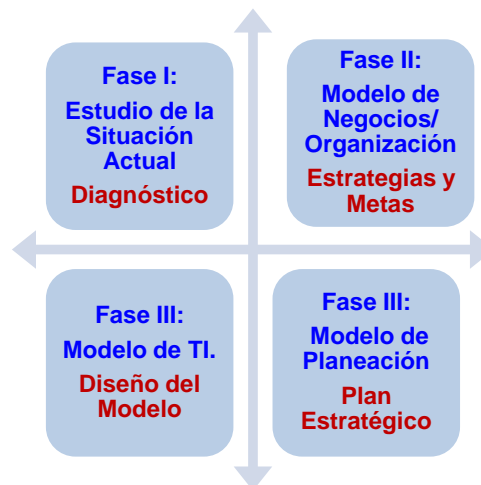 Fase I:
Estudio de la
Situación
Actual
Diagnóstico
Fase II:
Modelo de
Negocios/
Organización
Estrategias y
Metas
Fase III:
Modelo de TI.
Diseño del
Modelo
Fase III:
Modelo de
Planeación
Plan
Estratégico